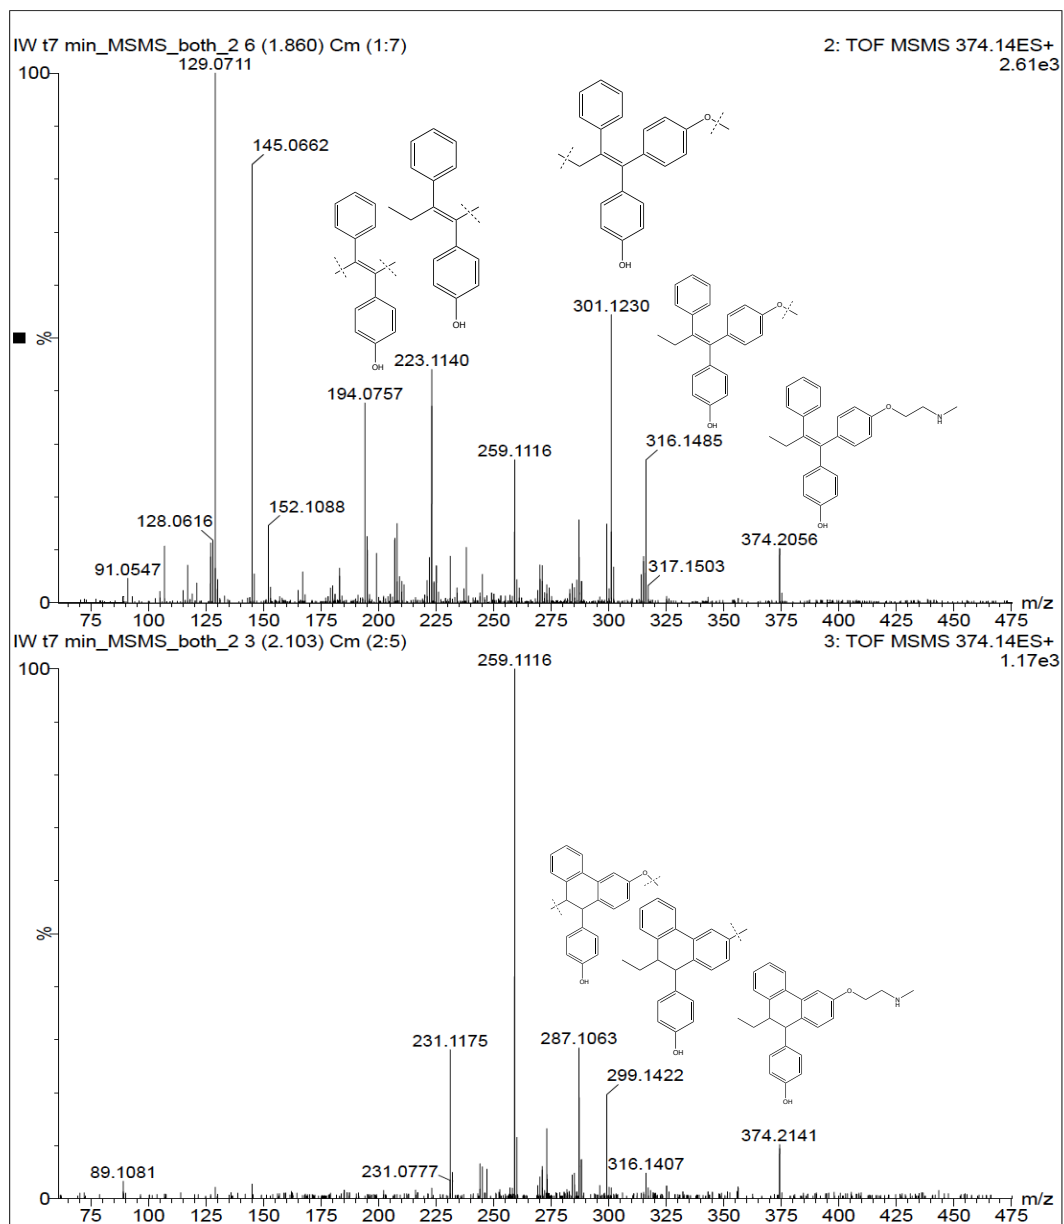 IW t7 min_MSMS_both_2 6 (1.860) Cm (1:7)
2: TOF MSMS 374.14ES+
2.61e3
100
%
0
129.0711
145.0662
301.1230
223.1140
194.0757
259.1116
316.1485
152.1088
128.0616
91.0547
317.1503
374.2056
O
OH
OH
OH
O
OH
O
N
H
OH
75 100 125 150 175 200 225 250 275 300 325 350 375 400 425 450 475
m/z
IW t7 min_MSMS_both_2 3 (2.103) Cm (2:5)
3: TOF MSMS 374.14ES+
1.17e3
100
%
0
259.1116
231.1175
287.1063
299.1422
374.2141
316.1407
231.0777
89.1081
O
OH
OH
O
N
H
OH
75 100 125 150 175 200 225 250 275 300 325 350 375 400 425 450 475
m/z